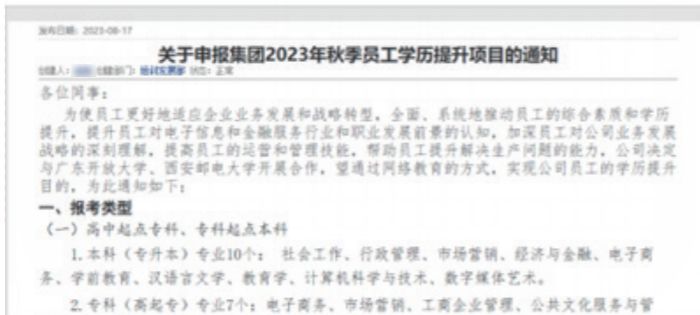 发布日期：2023-08-17
关于申报集团2023年秋季员工学历提升项目的通知
创建人： 创建部门：培训发展部 状态：正常
各位同事：
为使员工更好地适应企业业务发展和战略转型，全面、系统地推动员工的综合素质和学历
提升，提升员工对电子信息和金融服务行业和职业发展前景的认知，加深员工对公司业务发展
战略的深刻理解，提高员工的运营和管理技能，帮助员工提升解决生产问题的能力，公司决定
与广东开放大学、西安邮电大学开展合作，望通过网络教育的方式，实现公司员工的学历提升
目的，为此通知如下：
一、报考类型
（一）高中起点专科、专科起点本科
1.本科（专升本）专业10个： 社会工作、行政管理、市场营销、经济与金融、电子商
务、学前教育、汉语言文学、教育学、计算机科学与技术、数字媒体艺术。
2.专科（高起专）专业7个：电子商务、市场营销、工商企业管理、公共文化服务与管